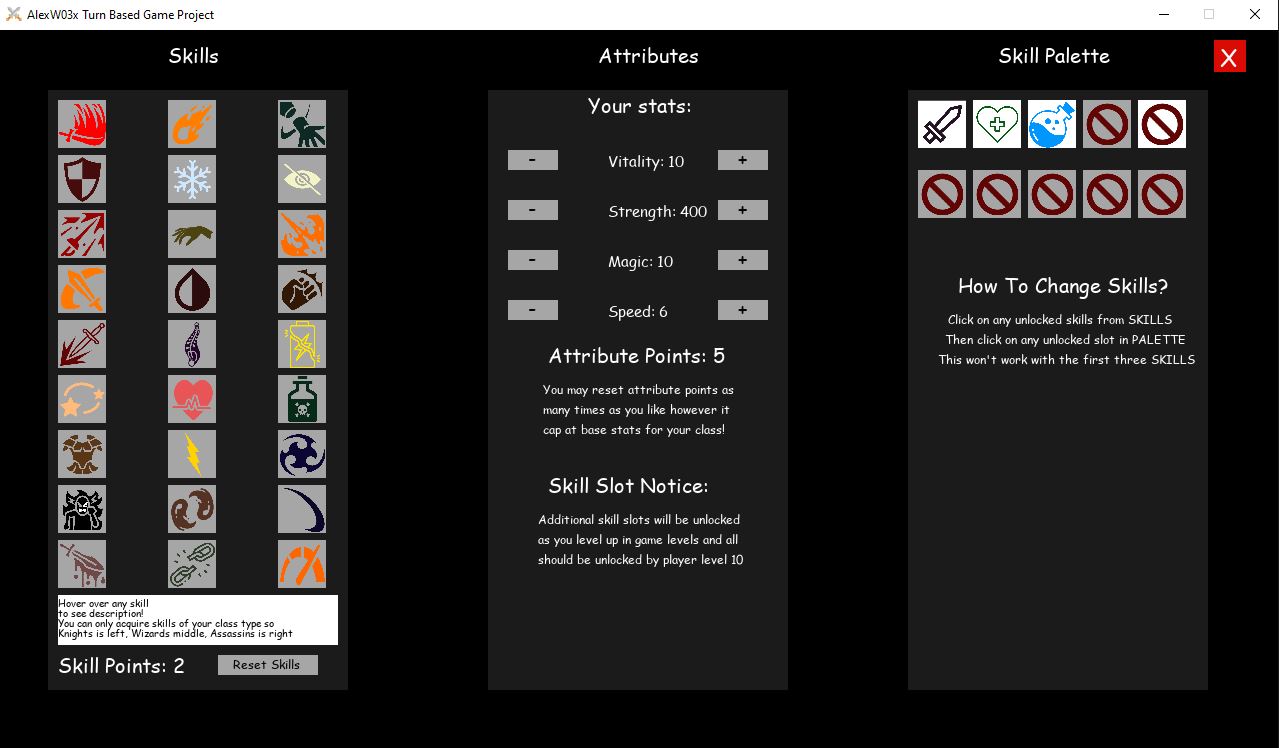 AlexW03x Turn Based Game Project
Skills
Attributes
Skill Palette
X
Your stats:
- Vitality: 10 +
- Strength: 400 +
- Magic: 10 +
- Speed: 6 +
Attribute Points: 5
You may reset attribute points as
many times as you like however it
cap at base stats for your class!
Skill Slot Notice:
Additional skill slots will be unlocked
as you level up in game levels and all
should be unlocked by player level 10
How To Change Skills?
Click on any unlocked skills from SKILLS
Then click on any unlocked slot in PALETTE
This won't work with the first three SKILLS
Hover over any skill
to see description!
You can only acquire skills of your class type so
Knights is left, Wizards middle, Assassins is right
Skill Points: 2
Reset Skills